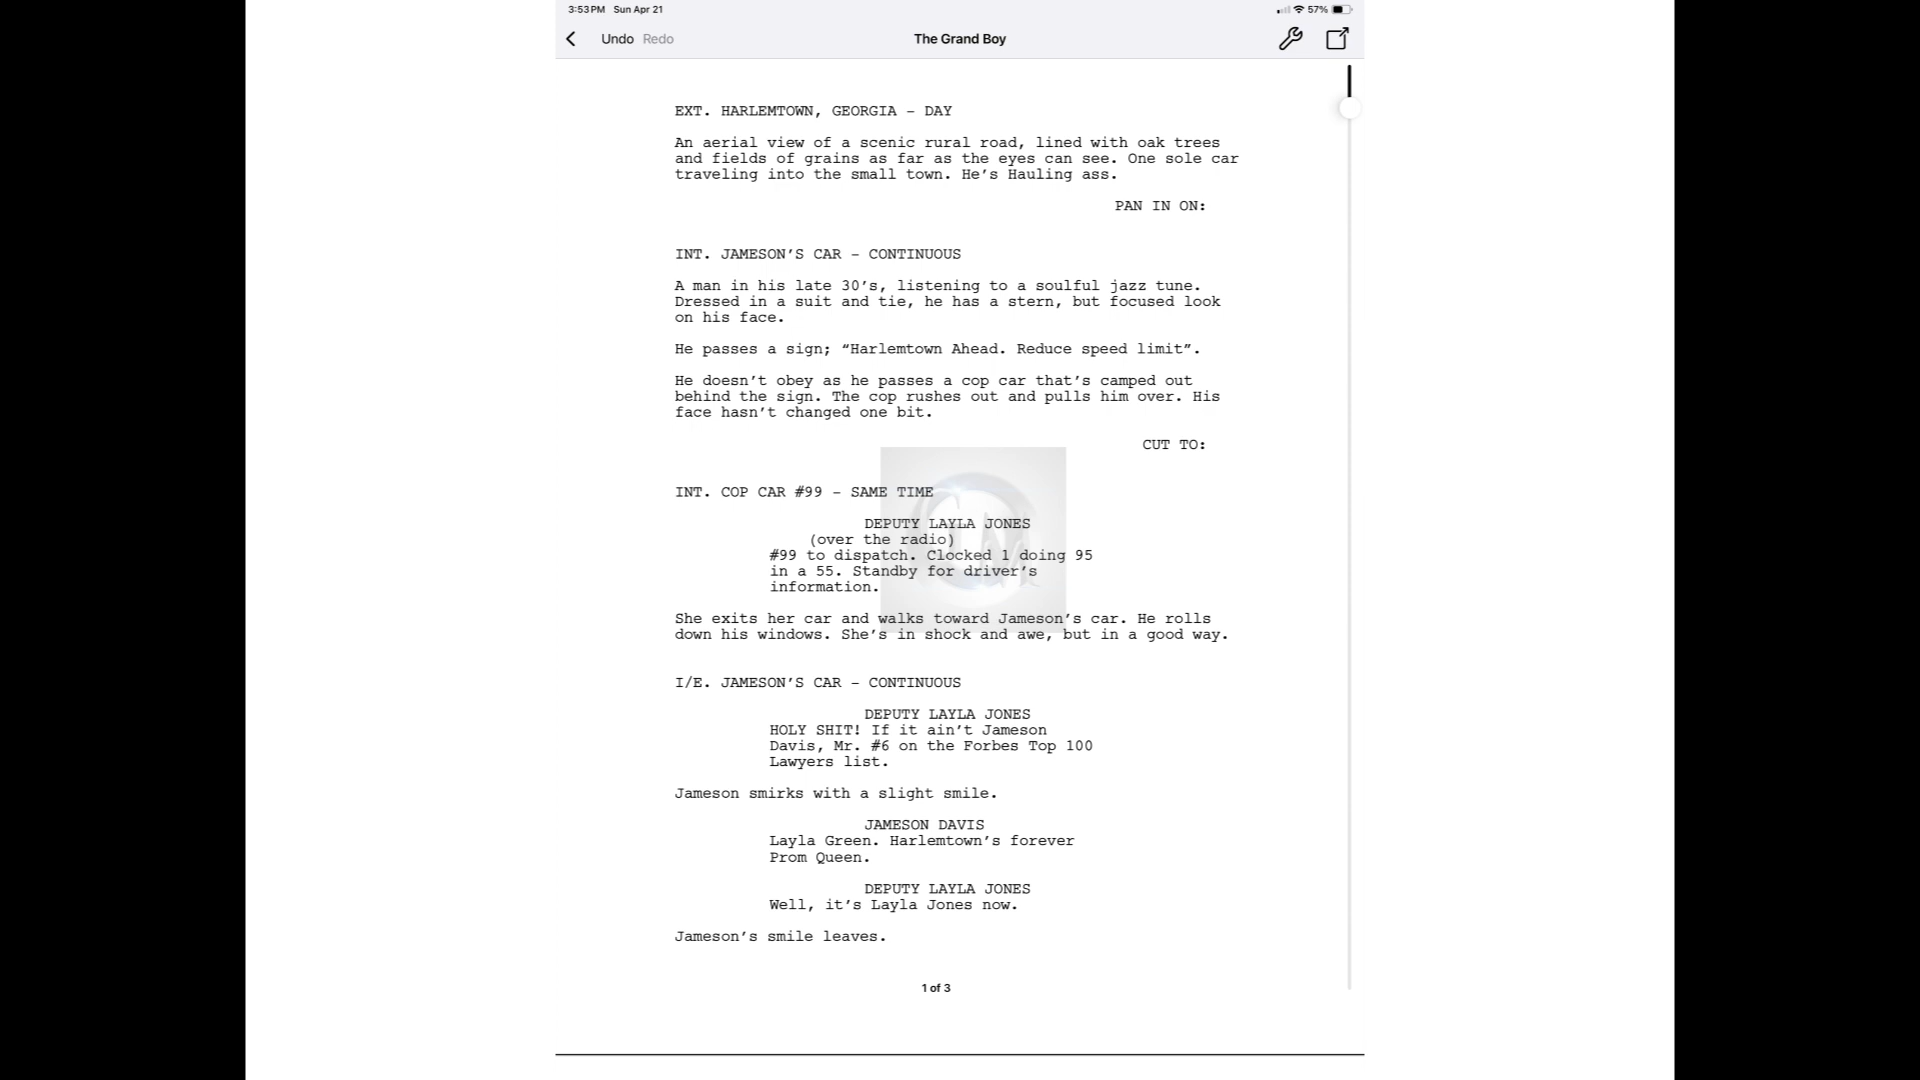 3:53 PM Sun Apr 21
57%
Undo Redo
The Grand Boy
EXT. HARLEMTOWN, GEORGIA – DAY
An aerial view of a scenic rural road, lined with oak trees
and fields of grains as far as the eyes can see. One sole car
traveling into the small town. He’s Hauling ass.
PAN IN ON:
INT. JAMESON’S CAR – CONTINUOUS
A man in his late 30’s, listening to a soulful jazz tune.
Dressed in a suit and tie, he has a stern, but focused look
on his face.
He passes a sign; “Harlemtown Ahead. Reduce speed limit”.
He doesn’t obey as he passes a cop car that’s camped out
behind the sign. The cop rushes out and pulls him over. His
face hasn’t changed one bit.
CUT TO:
INT. COP CAR #99 – SAME TIME
DEPUTY LAYLA JONES
(over the radio)
#99 to dispatch. Clocked 1 doing 95
in a 55. Standby for driver’s
information.
She exits her car and walks toward Jameson’s car. He rolls
down his windows. She’s in shock and awe, but in a good way.
I/E. JAMESON’S CAR – CONTINUOUS
DEPUTY LAYLA JONES
HOLY SHIT! If it ain’t Jameson
Davis, Mr. #6 on the Forbes Top 100
Lawyers list.
Jameson smirks with a slight smile.
JAMESON DAVIS
Layla Green. Harlemtown’s forever
Prom Queen.
DEPUTY LAYLA JONES
Well, it’s Layla Jones now.
Jameson’s smile leaves.
1 of 3